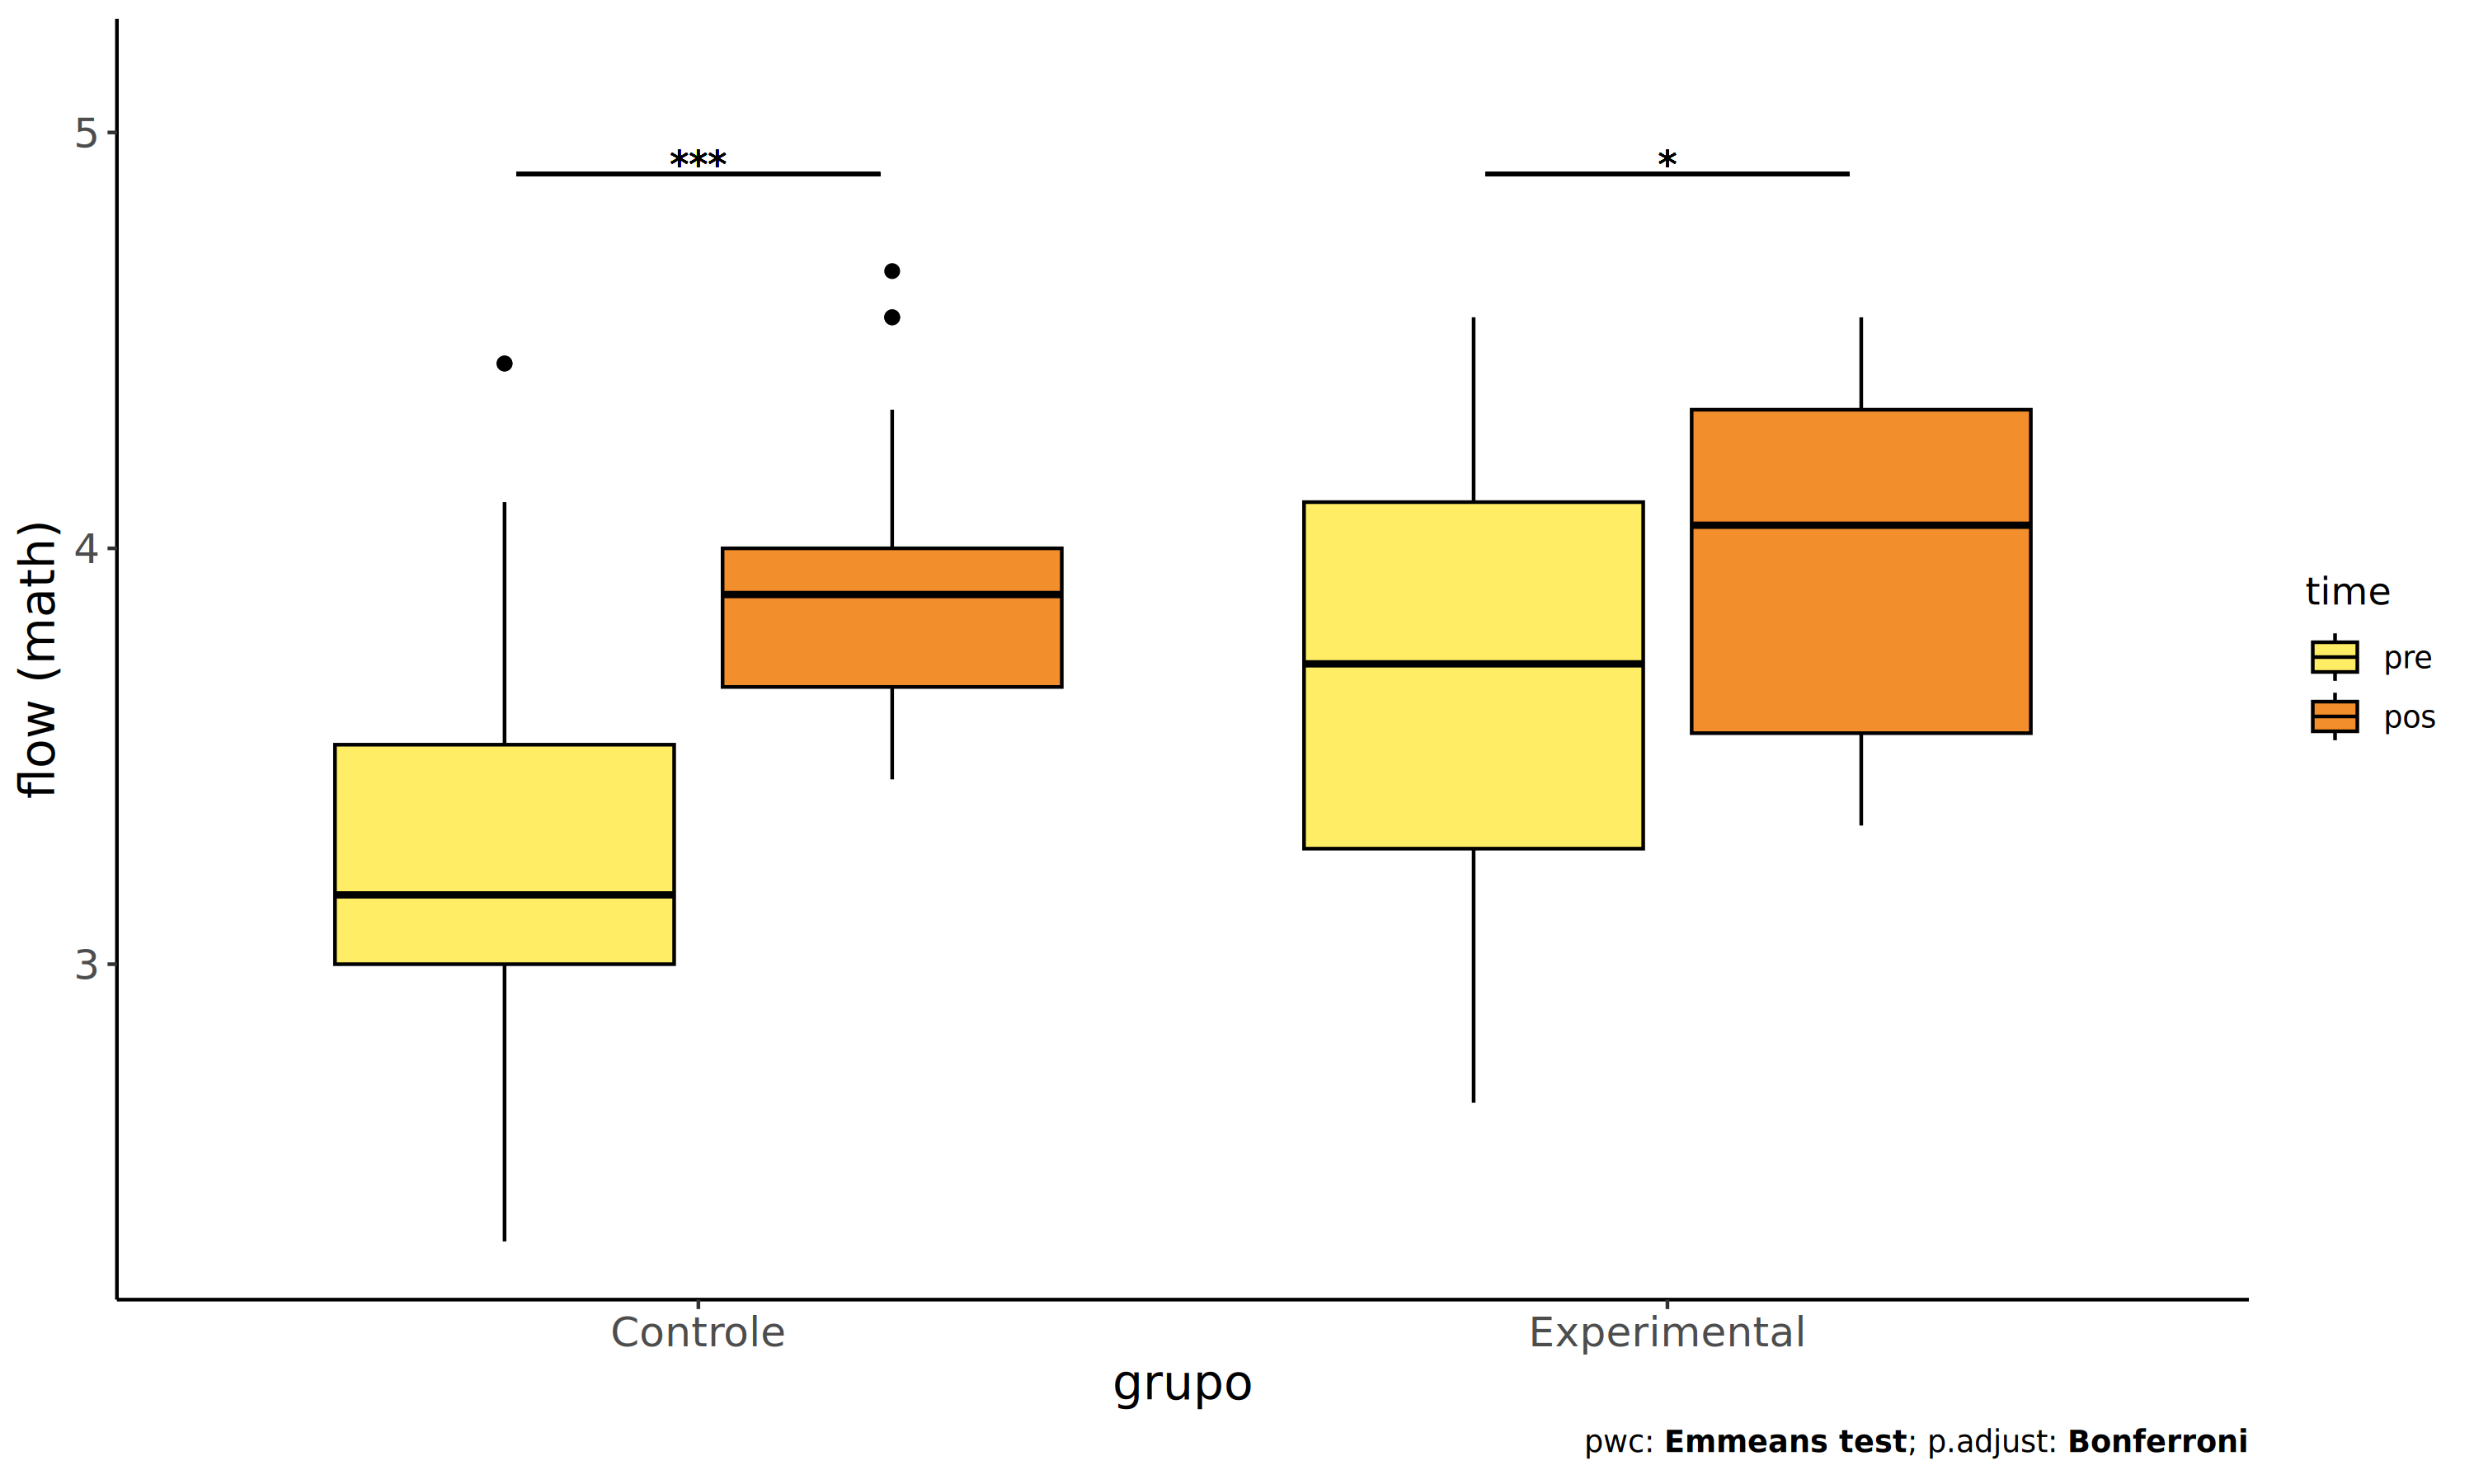 5
4
3
flow (math)
***
*
Controle
Experimental
grupo
time
pre
pos
pwc: Emmeans test; p.adjust: Bonferroni